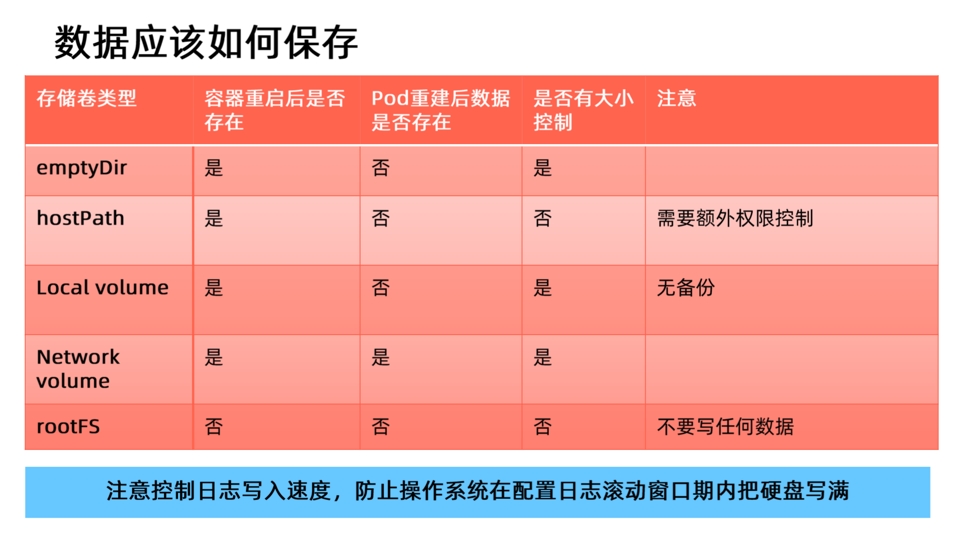 数据应该如何保存
存储卷类型
容器重启后是否
存在
Pod重建后数据
是否存在
是否有大小
控制
注意
emptyDir
是
否
是
hostPath
是
否
否
需要额外权限控制
Local volume
是
否
是
无备份
Network
volume
是
是
是
rootFS
否
否
否
不要写任何数据
注意控制日志写入速度，防止操作系统在配置日志滚动窗口期内把硬盘写满